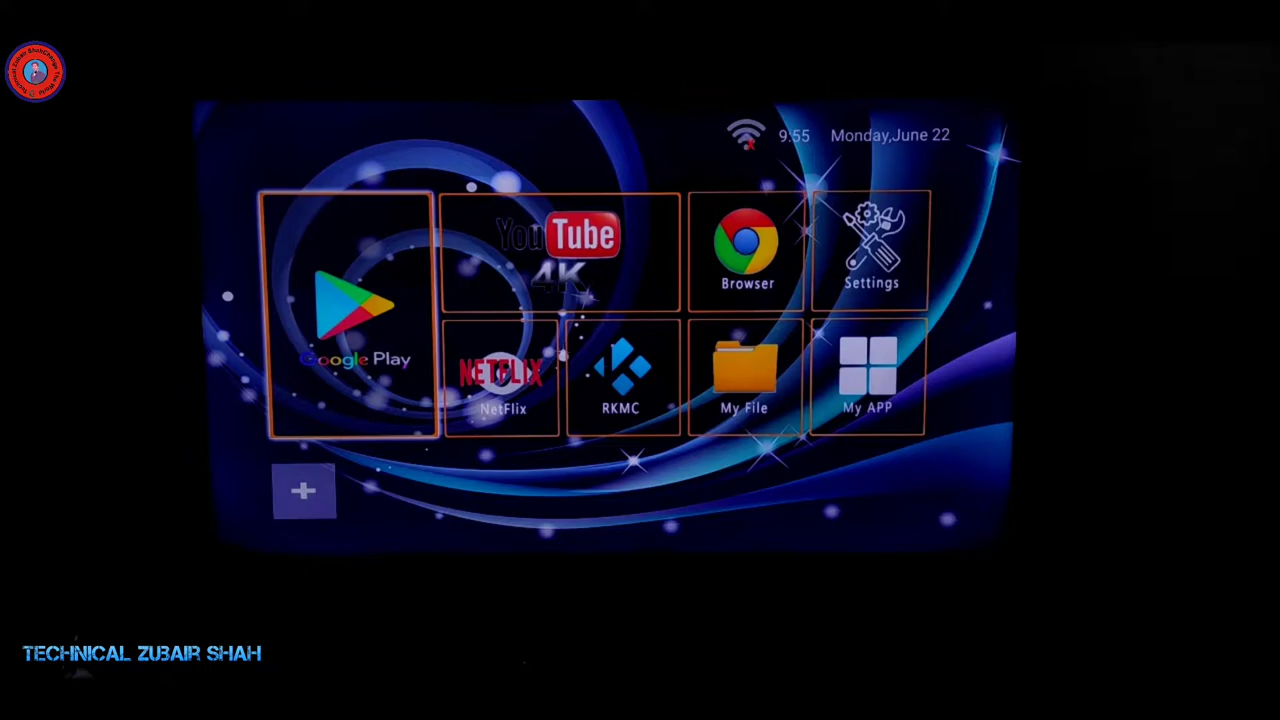 9:55 Monday,June 22
YouTube
4K
Browser
Settings
Google Play
NETFLIX
NetFlix
RKMC
My File
My APP
+
TECHNICAL ZUBAIR SHAH